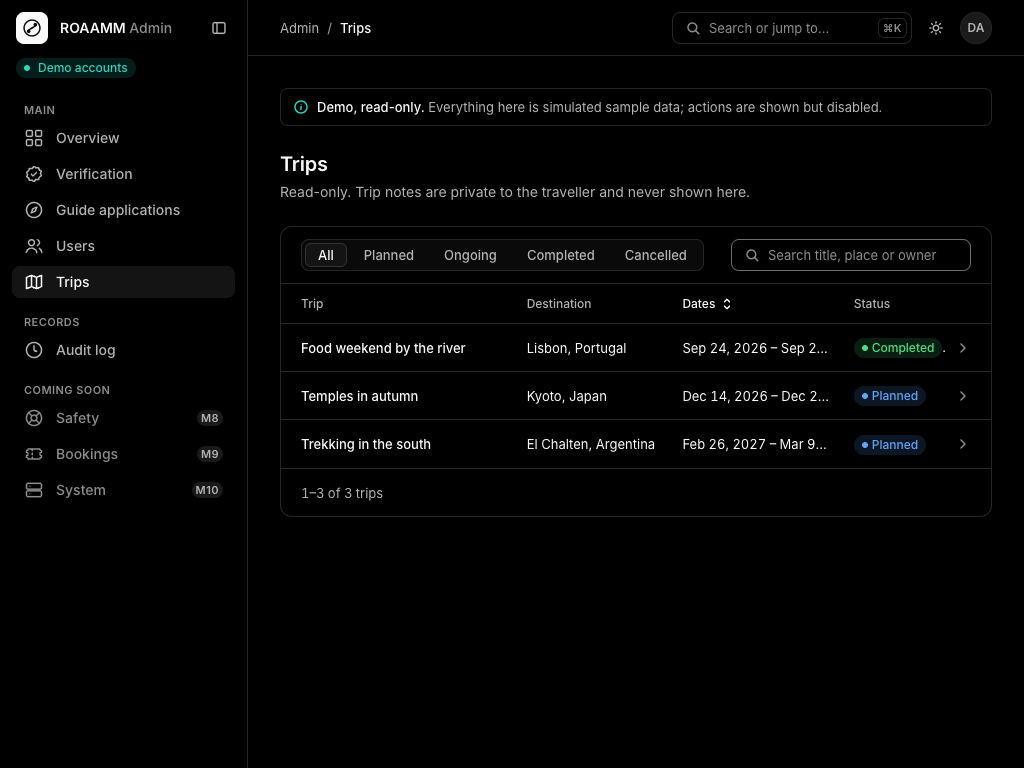 ROAAMM Admin
Demo accounts
MAIN
Overview
Verification
Guide applications
Users
Trips
RECORDS
Audit log
COMING SOON
Safety M8
Bookings M9
System M10
Admin / Trips
Search or jump to... ⌘K
DA
Demo, read-only. Everything here is simulated sample data; actions are shown but disabled.
Trips
Read-only. Trip notes are private to the traveller and never shown here.
All Planned Ongoing Completed Cancelled
Search title, place or owner
Trip Destination Dates Status
Food weekend by the river Lisbon, Portugal Sep 24, 2026 – Sep 2... Completed .
Temples in autumn Kyoto, Japan Dec 14, 2026 – Dec 2... Planned
Trekking in the south El Chalten, Argentina Feb 26, 2027 – Mar 9... Planned
1–3 of 3 trips